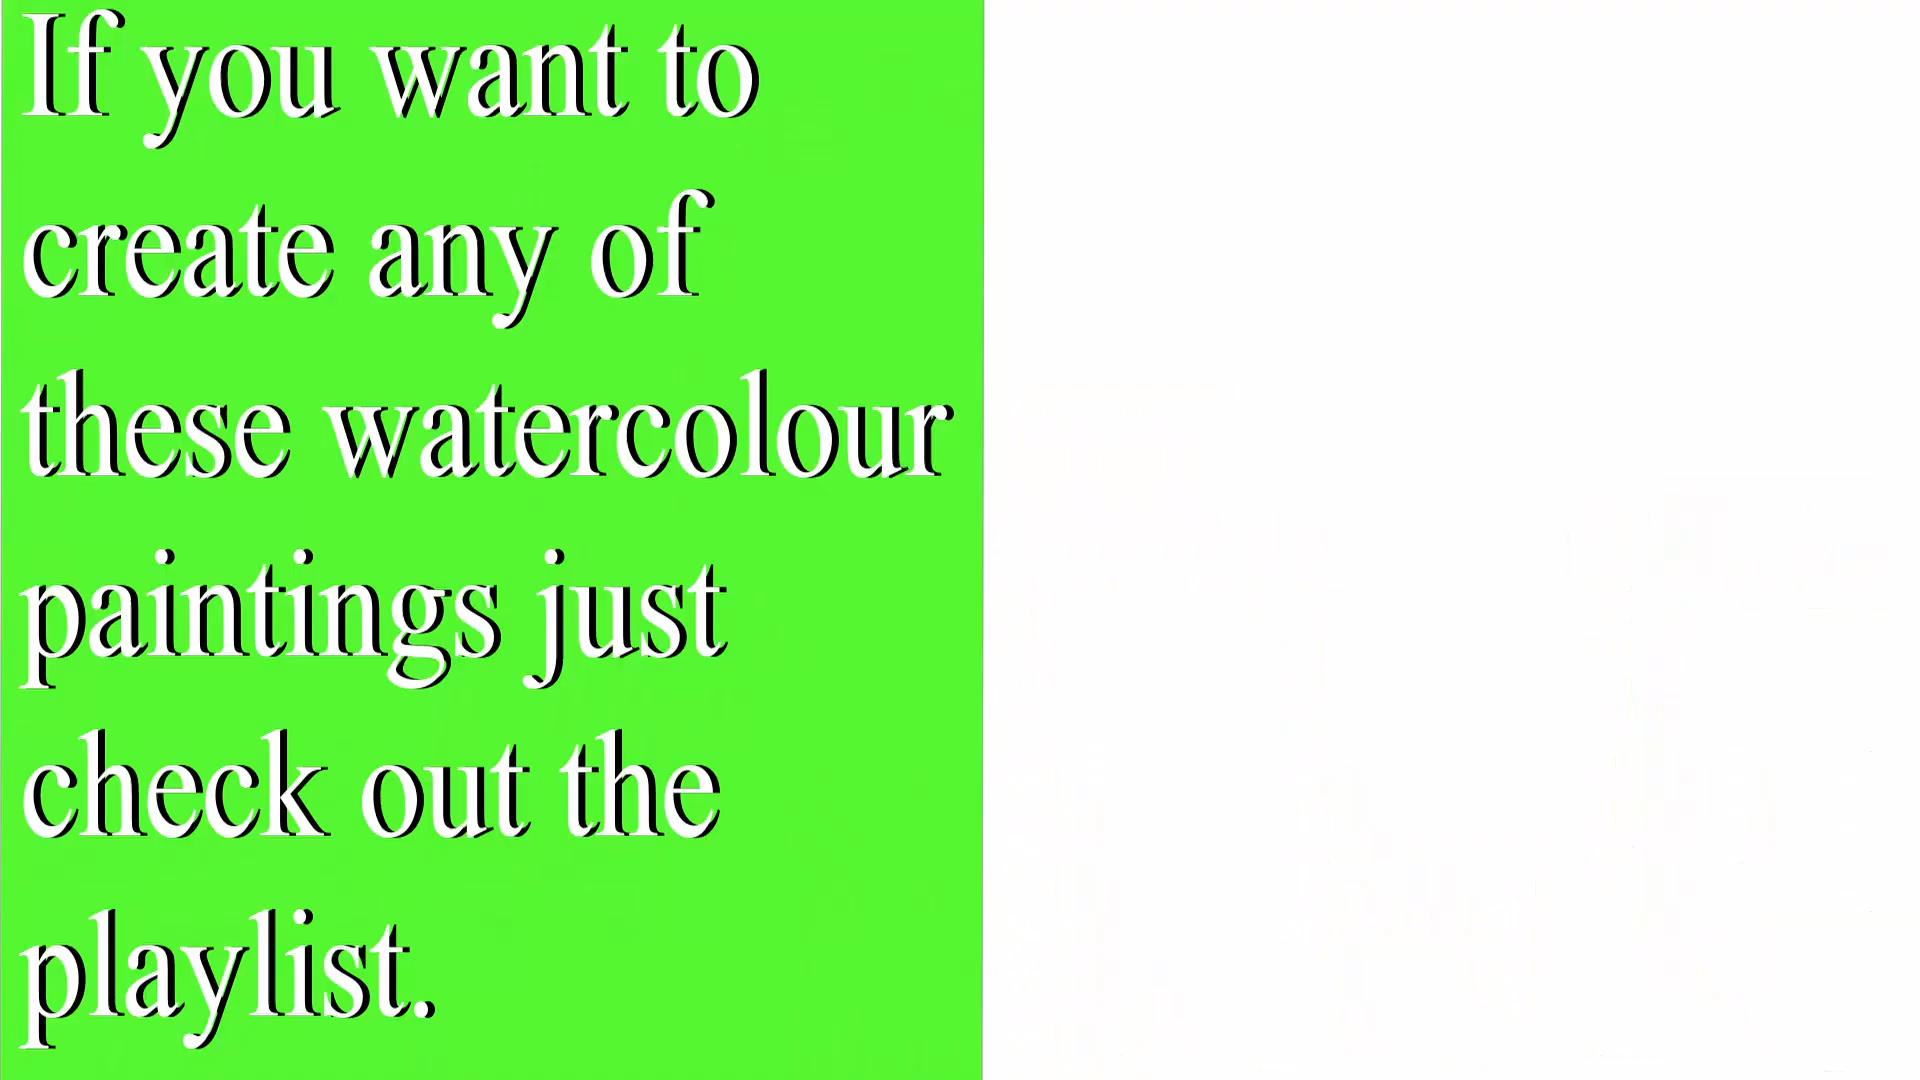 If you want to
create any of
these watercolour
paintings just
check out the
playlist.